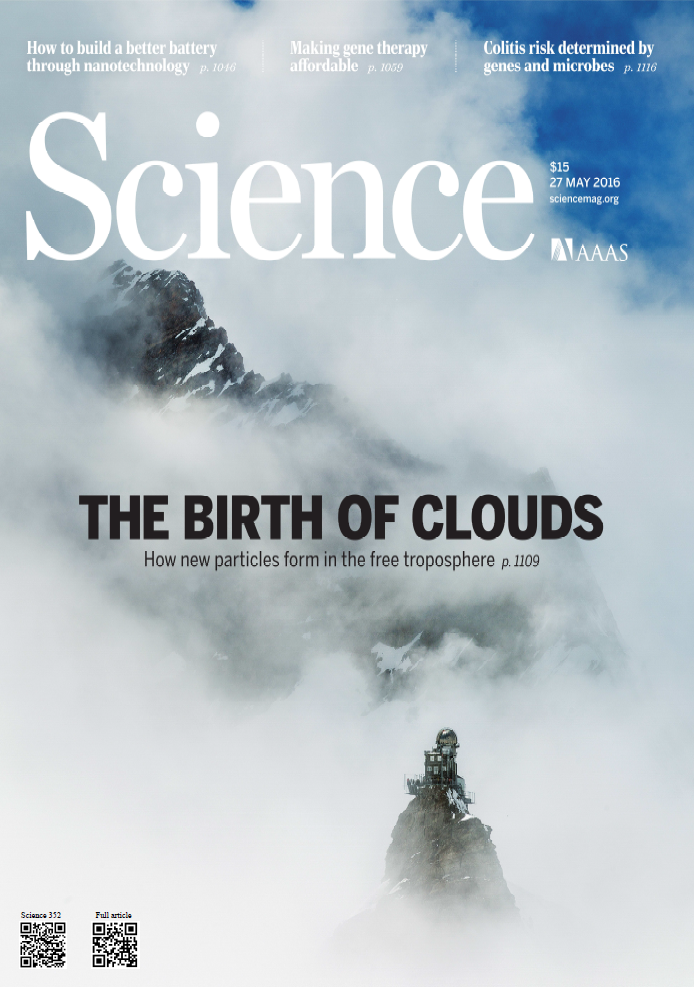 How to build a better battery
through nanotechnology p. 1046
Making gene therapy
affordable p. 1059
Colitis risk determined by
genes and microbes p. 1116
Science
$15
27 MAY 2016
sciencemag.org
AAAS
THE BIRTH OF CLOUDS
How new particles form in the free troposphere p. 1109
Science 352
Full article